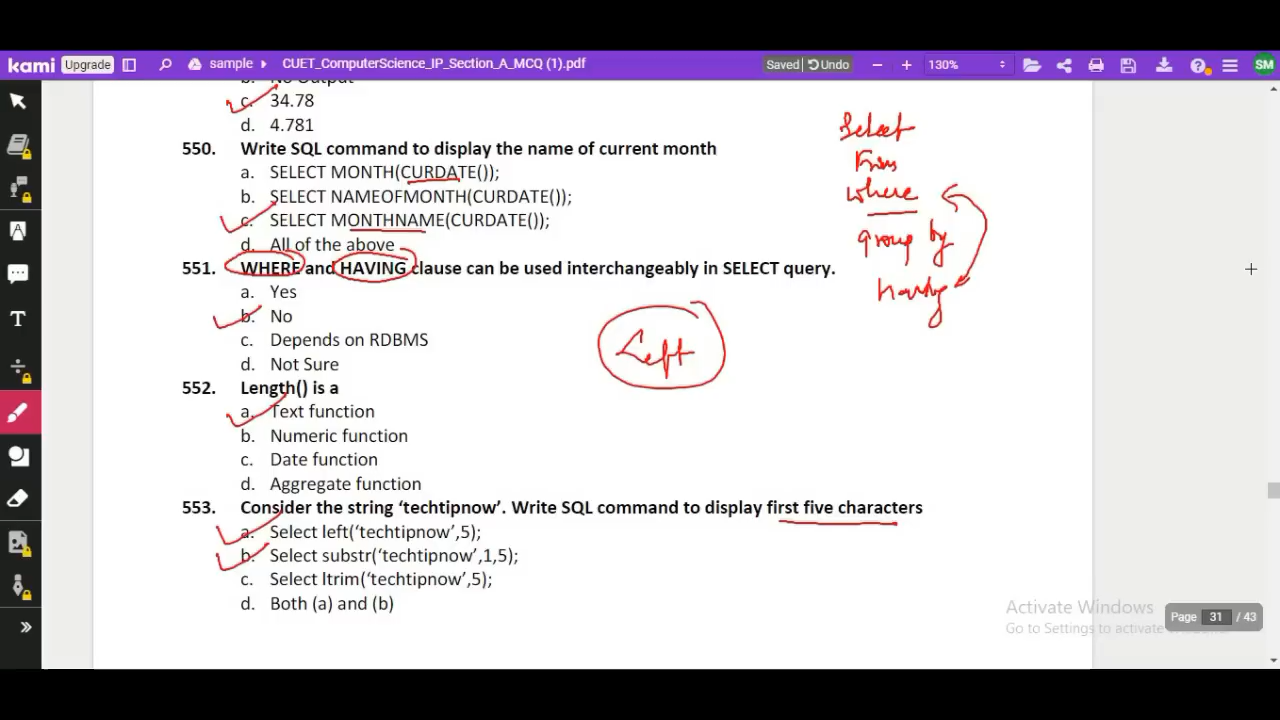 kami Upgrade sample CUET_ComputerScience_IP_Section_A_MCQ (1).pdf Saved Undo 130% SM
b. No Output
c. 34.78
d. 4.781
550. Write SQL command to display the name of current month
a. SELECT MONTH(CURDATE());
b. SELECT NAMEOFMONTH(CURDATE());
c. SELECT MONTHNAME(CURDATE());
d. All of the above
551. WHERE and HAVING clause can be used interchangeably in SELECT query.
a. Yes
b. No
c. Depends on RDBMS
d. Not Sure
552. Length() is a
a. Text function
b. Numeric function
c. Date function
d. Aggregate function
553. Consider the string ‘techtipnow’. Write SQL command to display first five characters
a. Select left(‘techtipnow’,5);
b. Select substr(‘techtipnow’,1,5);
c. Select ltrim(‘techtipnow’,5);
d. Both (a) and (b)
Select
From
where
group by
having
Left
Activate Windows
Go to Settings to activate
Page 31 / 43